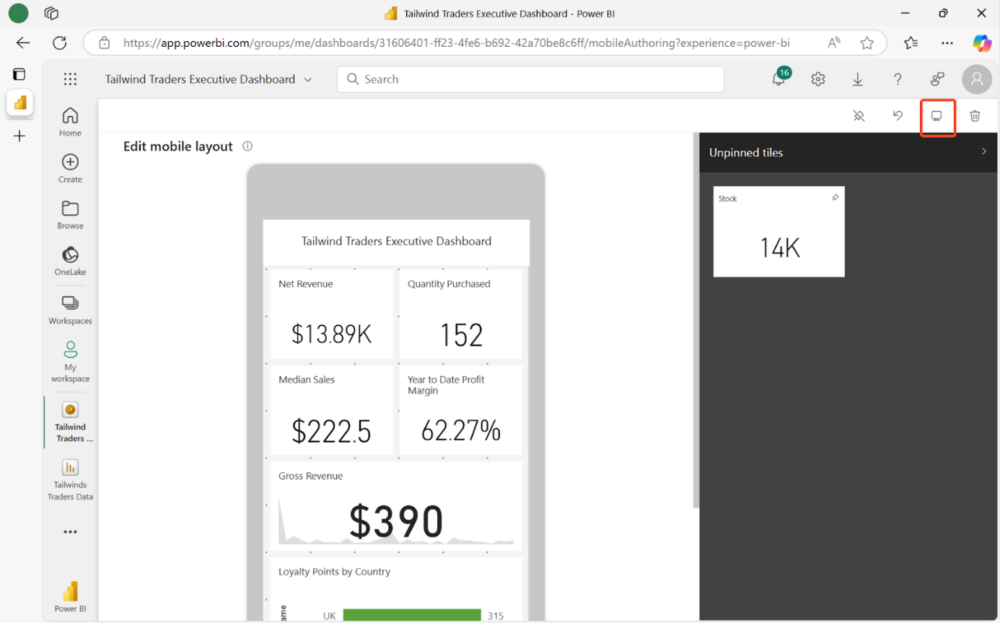 Tailwind Traders Executive Dashboard - Power BI
https://app.powerbi.com/groups/me/dashboards/31606401-ff23-4fe6-b692-42a70be8c6ff/mobileAuthoring?experience=power-bi
Tailwind Traders Executive Dashboard
Search
16
Home
Create
Browse
OneLake
Workspaces
My
workspace
Tailwind
Traders ...
Tailwinds
Traders Data
Power BI
Edit mobile layout
Tailwind Traders Executive Dashboard
Net Revenue
$13.89K
Quantity Purchased
152
Median Sales
$222.5
Year to Date Profit
Margin
62.27%
Gross Revenue
$390
Loyalty Points by Country
ame
UK
315
Unpinned tiles
Stock
14K